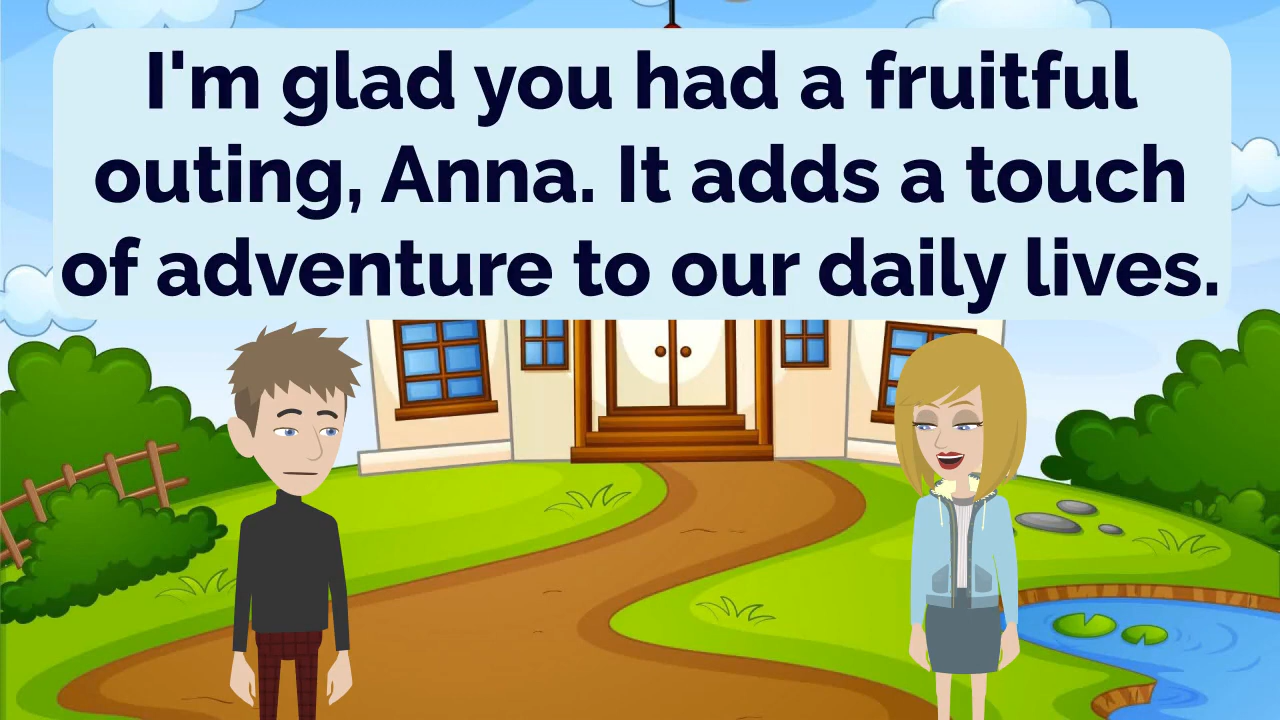 I'm glad you had a fruitful
outing, Anna. It adds a touch
of adventure to our daily lives.